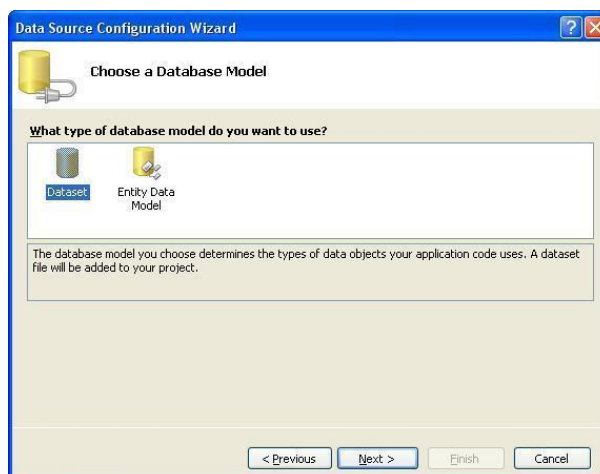 Data Source Configuration Wizard
Choose a Database Model
What type of database model do you want to use?
Dataset
Entity Data
Model
The database model you choose determines the types of data objects your application code uses. A dataset
file will be added to your project.
< Previous
Next >
Finish
Cancel